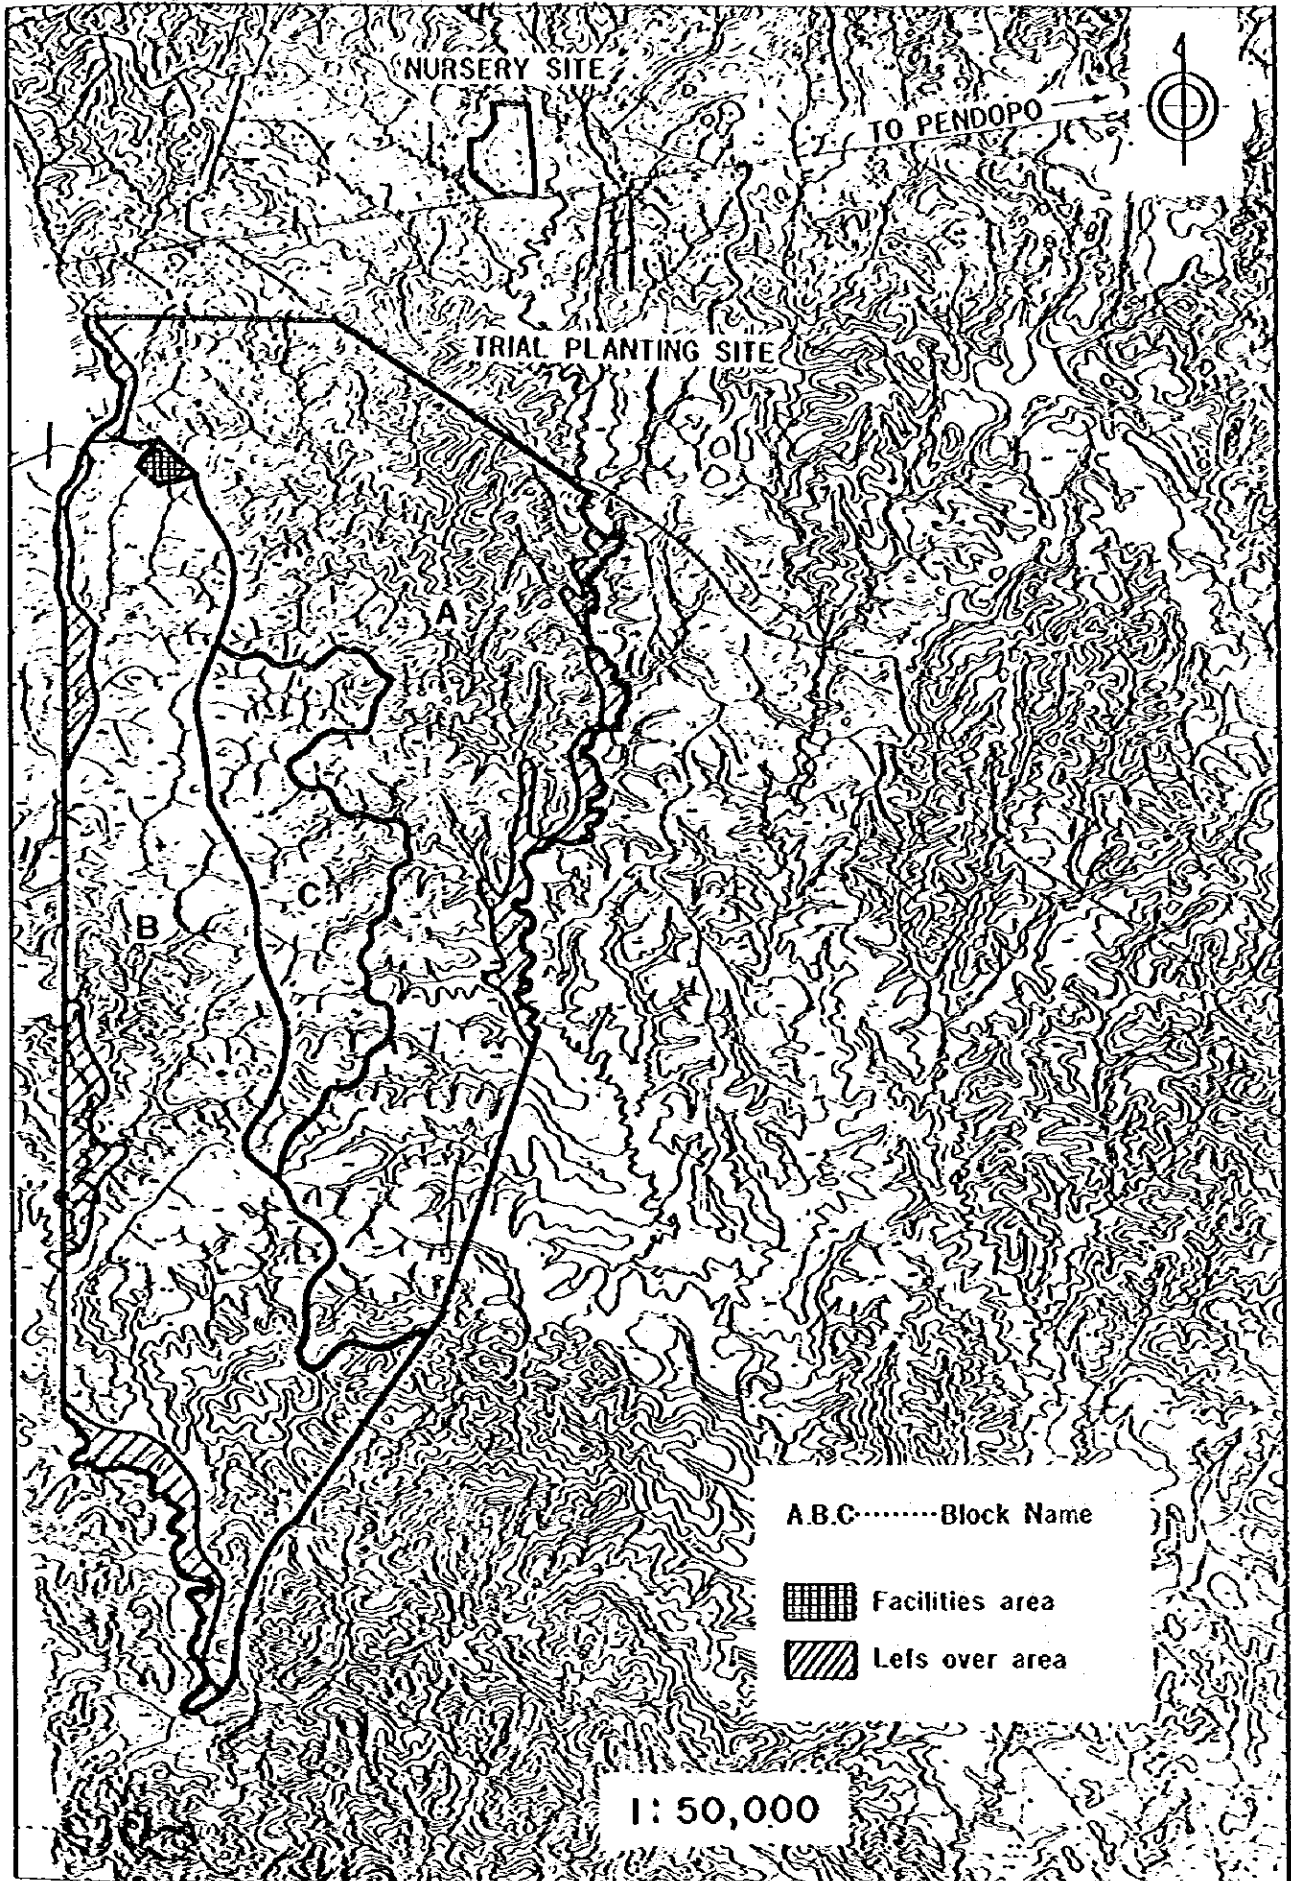 NURSERY SITE
TO PENDOPO
TRIAL PLANTING SITE
A
C
B
A.B.C·········Block Name
Facilities area
Lefs over area
1: 50,000